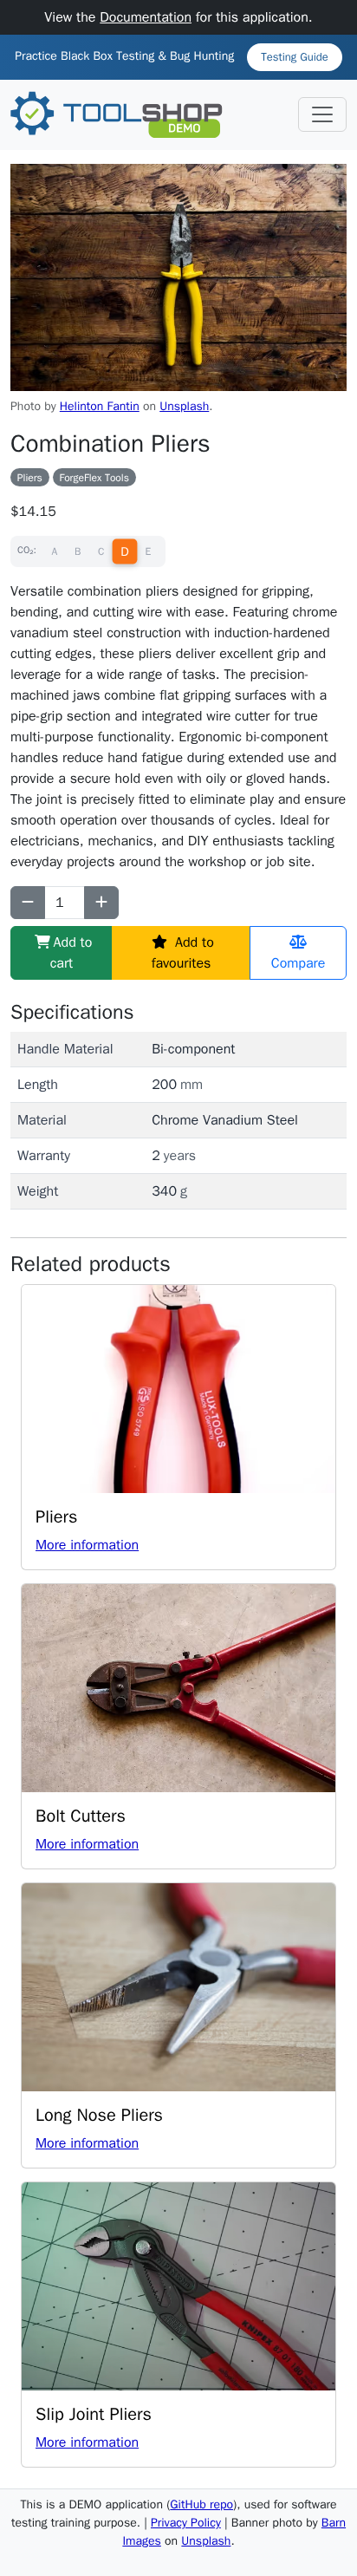 View the Documentation for this application.
Practice Black Box Testing & Bug Hunting
Testing Guide
TOOLSHOP
DEMO
Photo by Helinton Fantin on Unsplash.
Combination Pliers
Pliers ForgeFlex Tools
$14.15
CO₂: A B C D E
Versatile combination pliers designed for gripping,
bending, and cutting wire with ease. Featuring chrome
vanadium steel construction with induction-hardened
cutting edges, these pliers deliver excellent grip and
leverage for a wide range of tasks. The precision-
machined jaws combine flat gripping surfaces with a
pipe-grip section and integrated wire cutter for true
multi-purpose functionality. Ergonomic bi-component
handles reduce hand fatigue during extended use and
provide a secure hold even with oily or gloved hands.
The joint is precisely fitted to eliminate play and ensure
smooth operation over thousands of cycles. Ideal for
electricians, mechanics, and DIY enthusiasts tackling
everyday projects around the workshop or job site.
1
Add to
cart
Add to
favourites
Compare
Specifications
Handle Material Bi-component
Length 200 mm
Material Chrome Vanadium Steel
Warranty 2 years
Weight 340 g
Related products
ISO 5749
LUX-TOOLS
Made in Germany
Pliers
More information
Bolt Cutters
More information
Long Nose Pliers
More information
KNIPEX
Slip Joint Pliers
More information
This is a DEMO application (GitHub repo), used for software
testing training purpose. | Privacy Policy | Banner photo by Barn
Images on Unsplash.